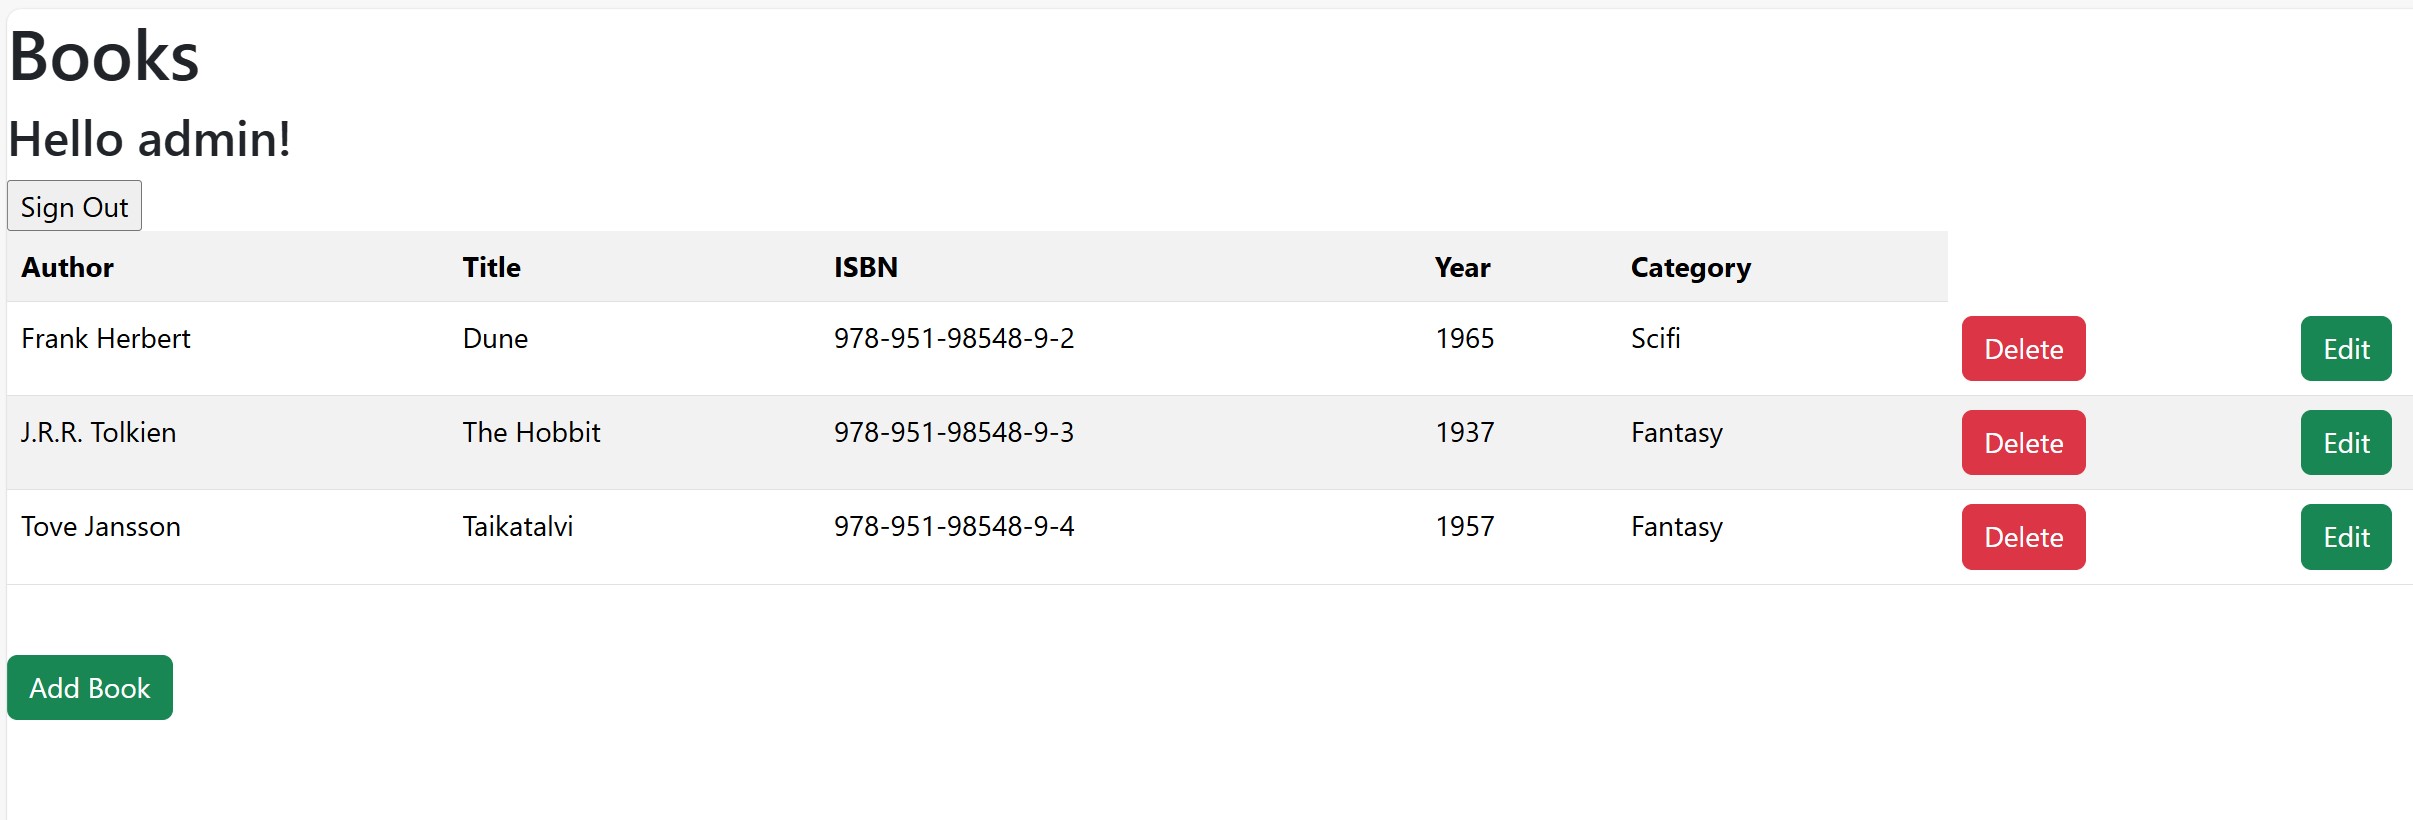 Books
Hello admin!
Sign Out
Author Title ISBN Year Category
Frank Herbert Dune 978-951-98548-9-2 1965 Scifi Delete Edit
J.R.R. Tolkien The Hobbit 978-951-98548-9-3 1937 Fantasy Delete Edit
Tove Jansson Taikatalvi 978-951-98548-9-4 1957 Fantasy Delete Edit
Add Book